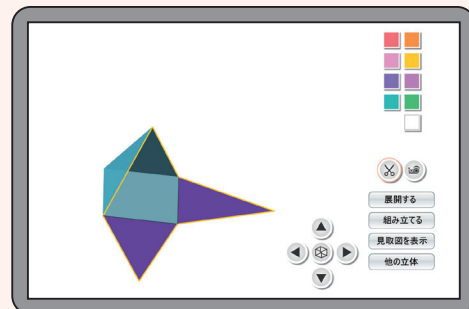 展開する
組み立てる
見取図を表示
他の立体